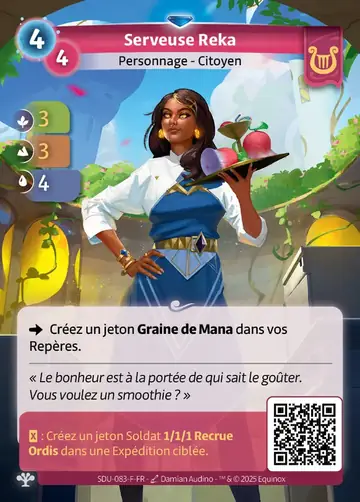 4
4
Serveuse Reka
Personnage - Citoyen
3
3
4
Créez un jeton Graine de Mana dans vos
Repères.
« Le bonheur est à la portée de qui sait le goûter.
Vous voulez un smoothie ? »
X : Créez un jeton Soldat 1/1/1 Recrue
Ordis dans une Expédition ciblée.
SDU-083-F-FR - Damian Audino - ™ & © 2025 Equinox